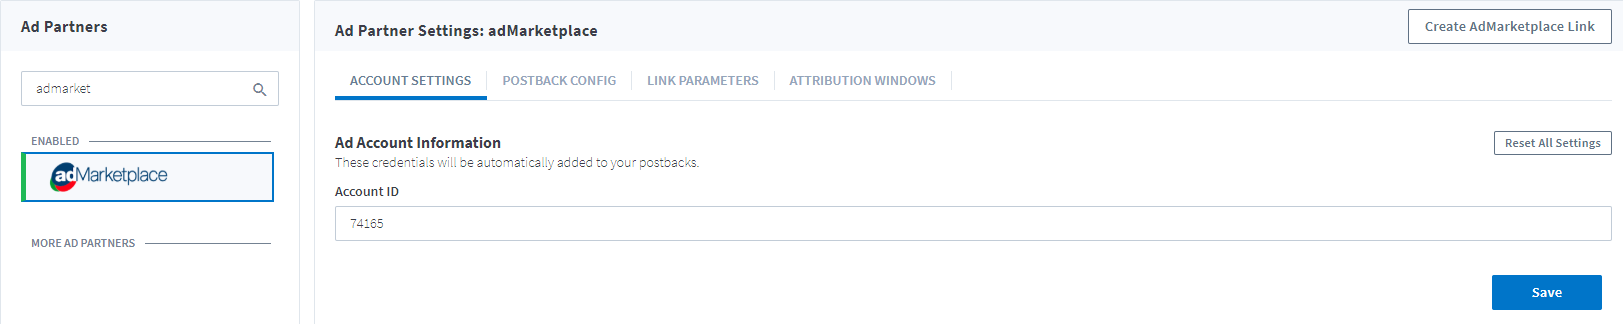 Ad Partners
admarket
ENABLED
adMarketplace
MORE AD PARTNERS
Ad Partner Settings: adMarketplace
Create AdMarketplace Link
ACCOUNT SETTINGS
POSTBACK CONFIG
LINK PARAMETERS
ATTRIBUTION WINDOWS
Ad Account Information
Reset All Settings
These credentials will be automatically added to your postbacks.
Account ID
74165
Save